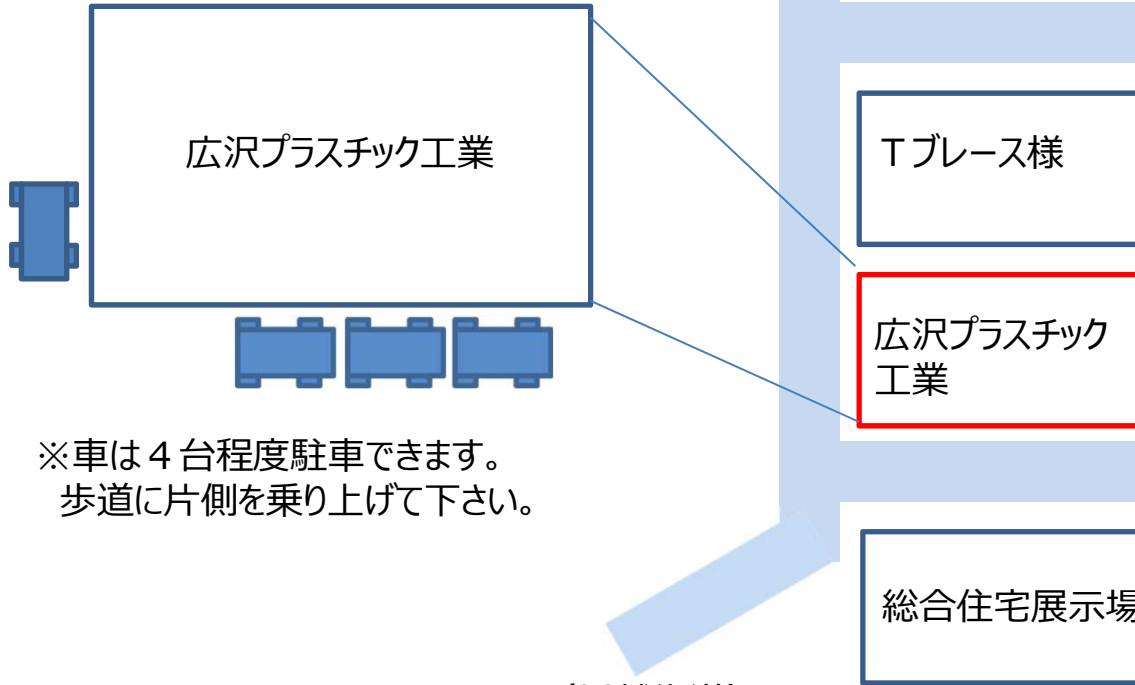 広沢プラスチック工業
Tブレース様
広沢プラスチック
工業
※車は４台程度駐車できます。
歩道に片側を乗り上げて下さい。
総合住宅展示場